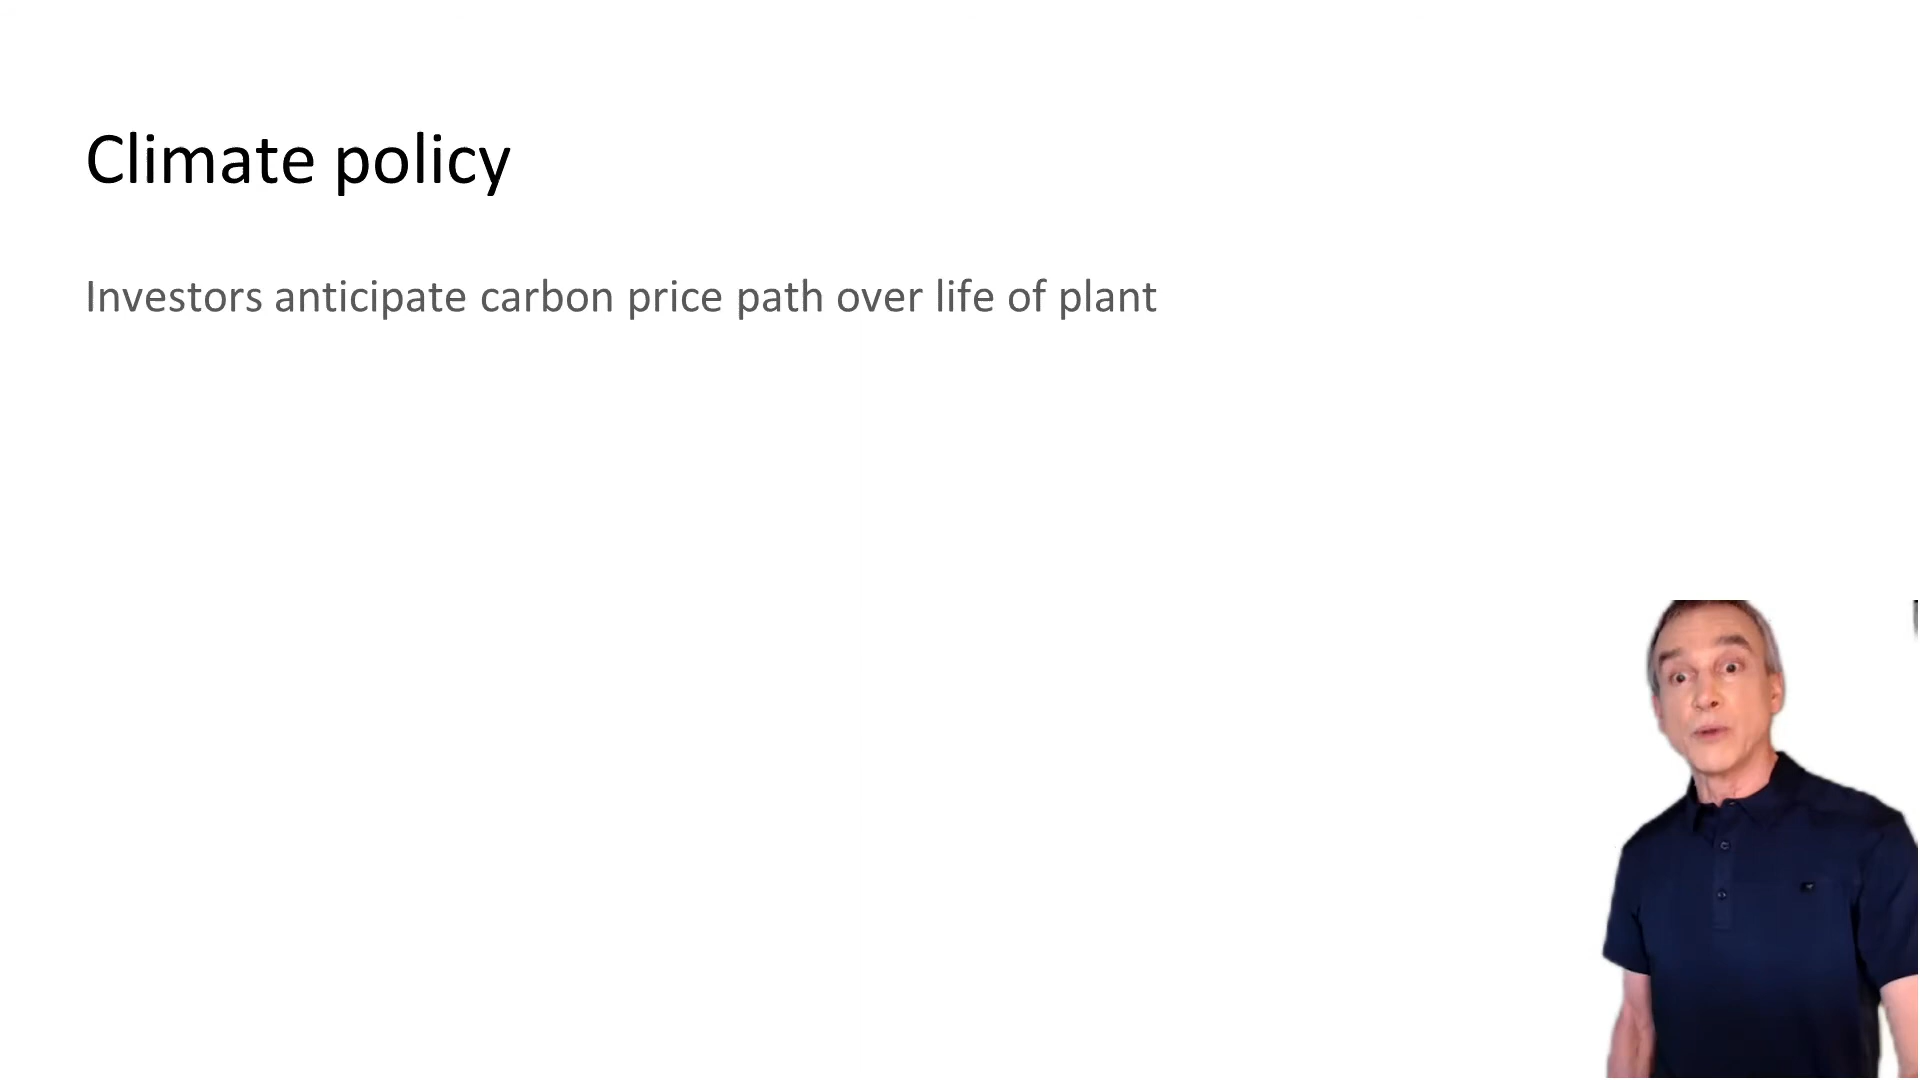 Climate policy
Investors anticipate carbon price path over life of plant